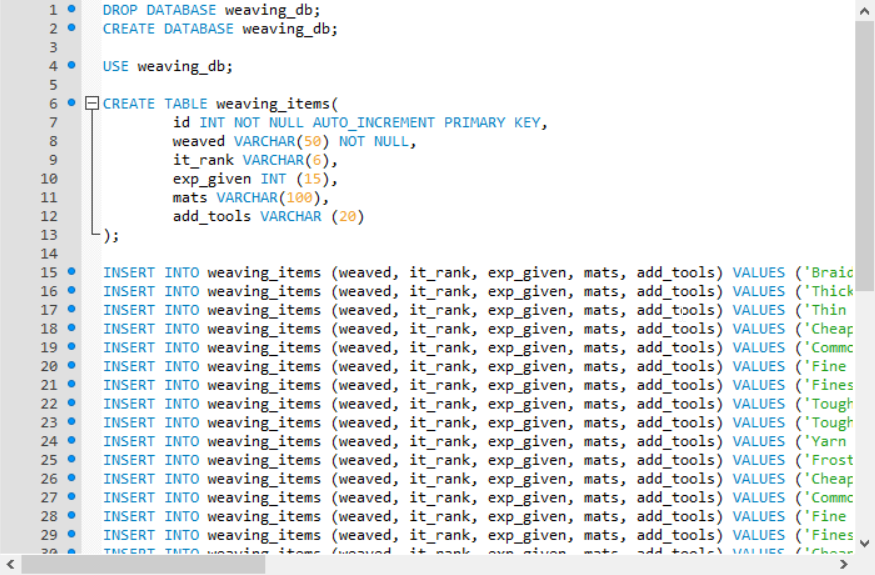 1 DROP DATABASE weaving_db;
2 CREATE DATABASE weaving_db;
3
4 USE weaving_db;
5
6 CREATE TABLE weaving_items(
7 id INT NOT NULL AUTO_INCREMENT PRIMARY KEY,
8 weaved VARCHAR(50) NOT NULL,
9 it_rank VARCHAR(6),
10 exp_given INT (15),
11 mats VARCHAR(100),
12 add_tools VARCHAR (20)
13 );
14
15 INSERT INTO weaving_items (weaved, it_rank, exp_given, mats, add_tools) VALUES ('Braid
16 INSERT INTO weaving_items (weaved, it_rank, exp_given, mats, add_tools) VALUES ('Thick
17 INSERT INTO weaving_items (weaved, it_rank, exp_given, mats, add_tools) VALUES ('Thin
18 INSERT INTO weaving_items (weaved, it_rank, exp_given, mats, add_tools) VALUES ('Cheap
19 INSERT INTO weaving_items (weaved, it_rank, exp_given, mats, add_tools) VALUES ('Commo
20 INSERT INTO weaving_items (weaved, it_rank, exp_given, mats, add_tools) VALUES ('Fine
21 INSERT INTO weaving_items (weaved, it_rank, exp_given, mats, add_tools) VALUES ('Fines
22 INSERT INTO weaving_items (weaved, it_rank, exp_given, mats, add_tools) VALUES ('Tough
23 INSERT INTO weaving_items (weaved, it_rank, exp_given, mats, add_tools) VALUES ('Tough
24 INSERT INTO weaving_items (weaved, it_rank, exp_given, mats, add_tools) VALUES ('Yarn
25 INSERT INTO weaving_items (weaved, it_rank, exp_given, mats, add_tools) VALUES ('Frost
26 INSERT INTO weaving_items (weaved, it_rank, exp_given, mats, add_tools) VALUES ('Cheap
27 INSERT INTO weaving_items (weaved, it_rank, exp_given, mats, add_tools) VALUES ('Commo
28 INSERT INTO weaving_items (weaved, it_rank, exp_given, mats, add_tools) VALUES ('Fine
29 INSERT INTO weaving_items (weaved, it_rank, exp_given, mats, add_tools) VALUES ('Fines
30 INSERT INTO weaving_items (weaved, it_rank, exp_given, mats, add_tools) VALUES ('Cheap